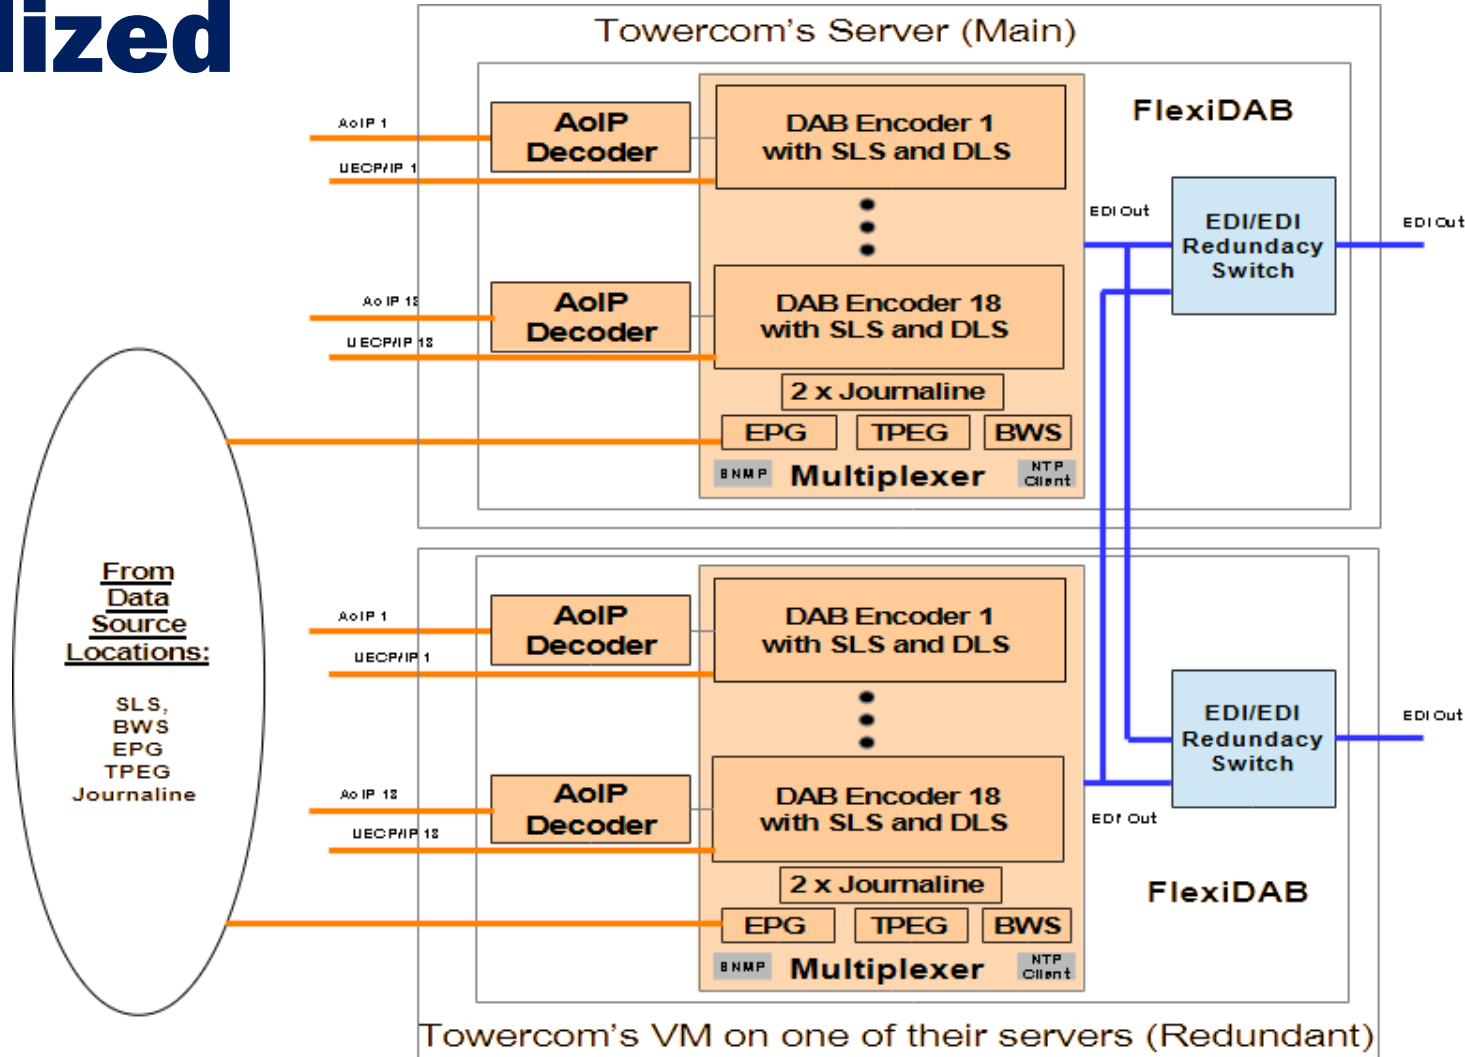 lized
Towercom's Server (Main)
FlexiDAB
AoIP 1
UECP/IP 1
AoIP
Decoder
DAB Encoder 1
with SLS and DLS
AoIP 18
UECP/IP 18
AoIP
Decoder
DAB Encoder 18
with SLS and DLS
2 x Journaline
EPG
TPEG
BWS
SNMP
Multiplexer
NTP
Client
EDI Out
EDI/EDI
Redundacy
Switch
EDI Out
From
Data
Source
Locations:
SLS,
BWS
EPG
TPEG
Journaline
AoIP 1
UECP/IP 1
AoIP
Decoder
DAB Encoder 1
with SLS and DLS
AoIP 18
UECP/IP 18
AoIP
Decoder
DAB Encoder 18
with SLS and DLS
2 x Journaline
EPG
TPEG
BWS
SNMP
Multiplexer
NTP
Client
EDI Out
EDI/EDI
Redundacy
Switch
EDI Out
FlexiDAB
Towercom's VM on one of their servers (Redundant)